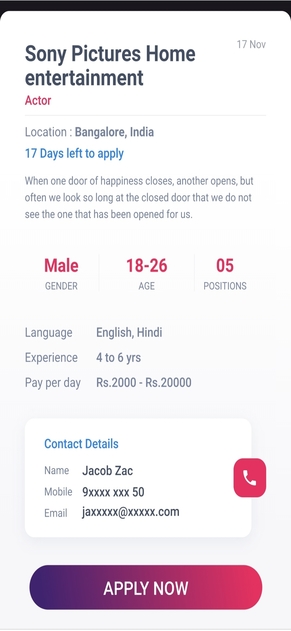 Sony Pictures Home
entertainment
17 Nov
Actor
Location : Bangalore, India
17 Days left to apply
When one door of happiness closes, another opens, but
often we look so long at the closed door that we do not
see the one that has been opened for us.
Male 18-26 05
GENDER AGE POSITIONS
Language English, Hindi
Experience 4 to 6 yrs
Pay per day Rs.2000 - Rs.20000
Contact Details
Name Jacob Zac
Mobile 9xxxx xxx 50
Email jaxxxxx@xxxxx.com
APPLY NOW